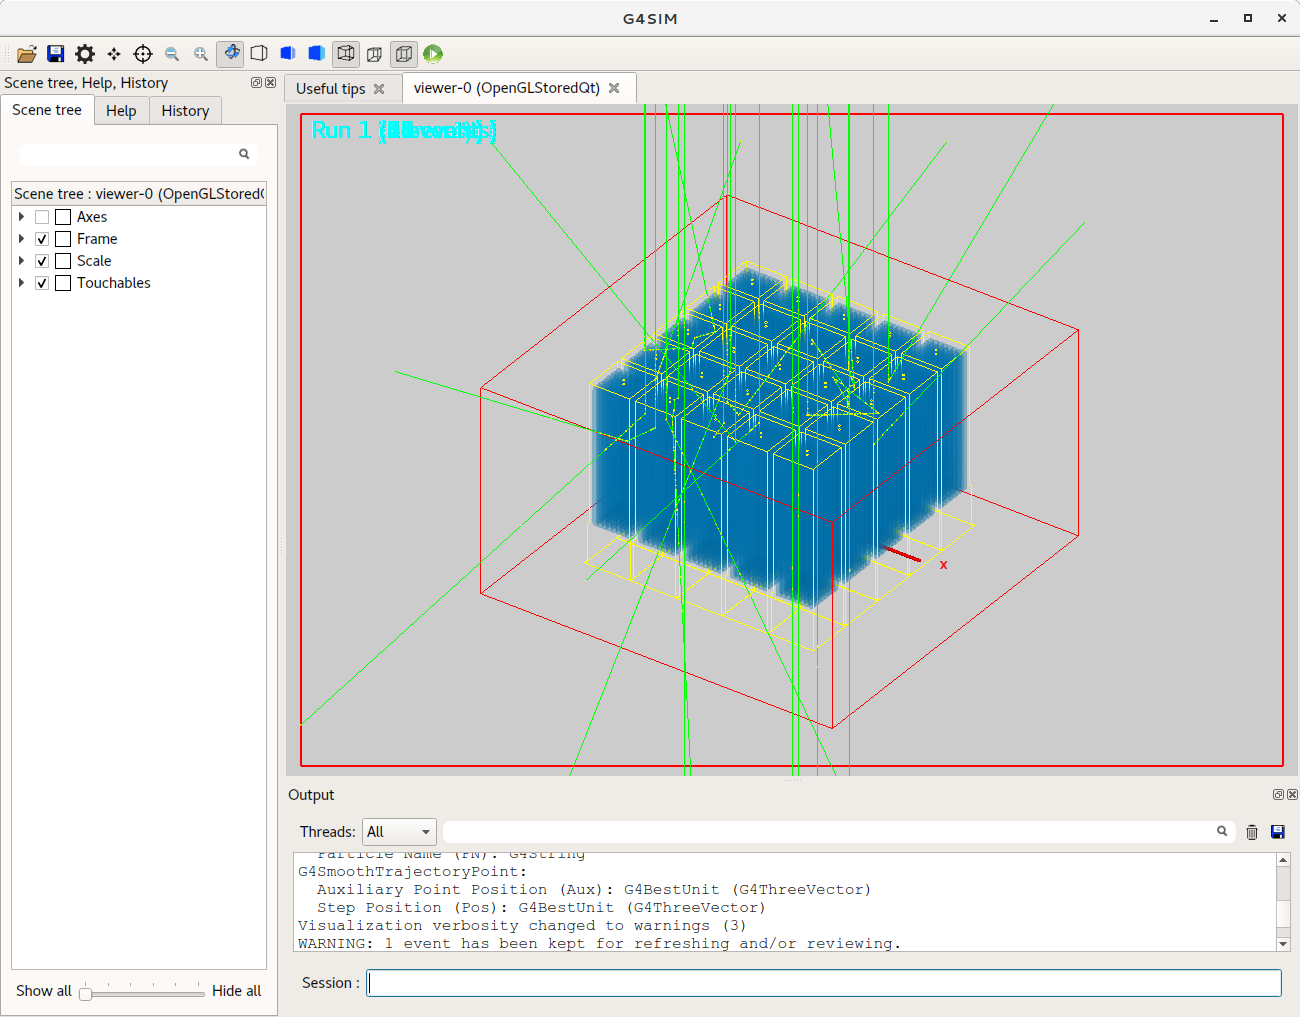 G4SIM
Scene tree, Help, History
Scene tree
Help
History
Scene tree : viewer-0 (OpenGLStored
Axes
Frame
Scale
Touchables
Show all
Hide all
Useful tips
viewer-0 (OpenGLStoredQt)
Run 1
x
Output
Threads:
All
Particle Name (PN): G4String
G4SmoothTrajectoryPoint:
Auxiliary Point Position (Aux): G4BestUnit (G4ThreeVector)
Step Position (Pos): G4BestUnit (G4ThreeVector)
Visualization verbosity changed to warnings (3)
WARNING: 1 event has been kept for refreshing and/or reviewing.
Session :